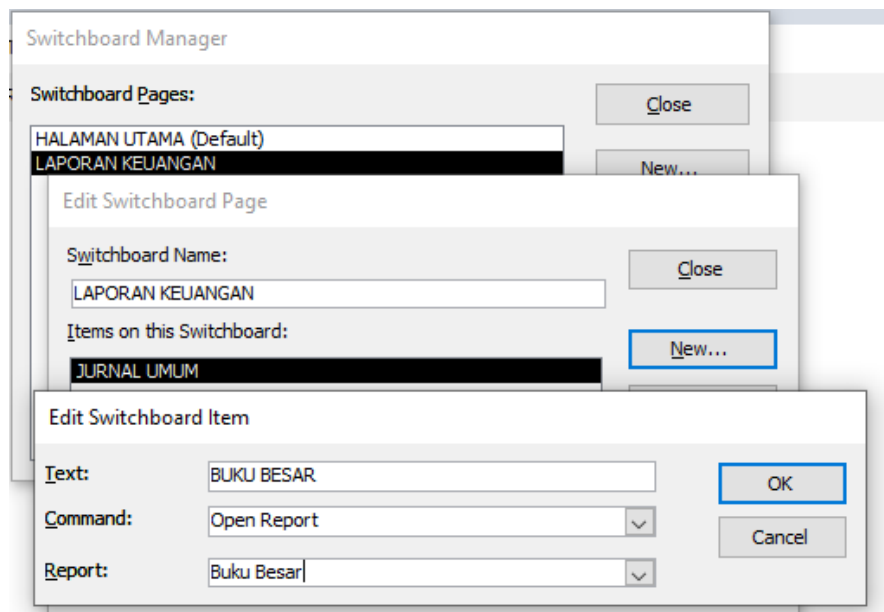 Switchboard Manager
Switchboard Pages:
Close
HALAMAN UTAMA (Default)
LAPORAN KEUANGAN
New...
Edit Switchboard Page
Switchboard Name:
Close
LAPORAN KEUANGAN
Items on this Switchboard:
New...
JURNAL UMUM
Edit Switchboard Item
Text: BUKU BESAR
OK
Command: Open Report
Cancel
Report: Buku Besar